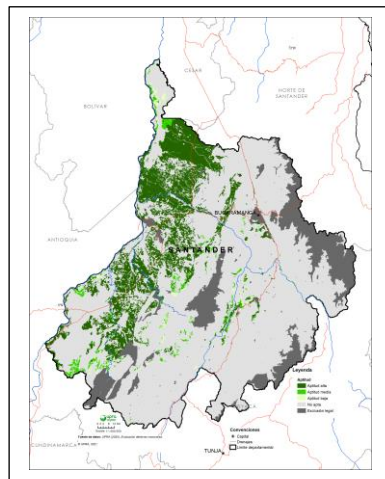 CESAR
NORTE DE
SANTANDER
BOLIVAR
BUCARAMANGA
ANTIOQUIA
SANTANDER
Leyenda
Aptitud
Aptitud alta
Aptitud media
Aptitud baja
No apta
Exclusión legal
Convenciones
Capital
Drenajes
Límite departamento
CUNDINAMARCA
TUNJA